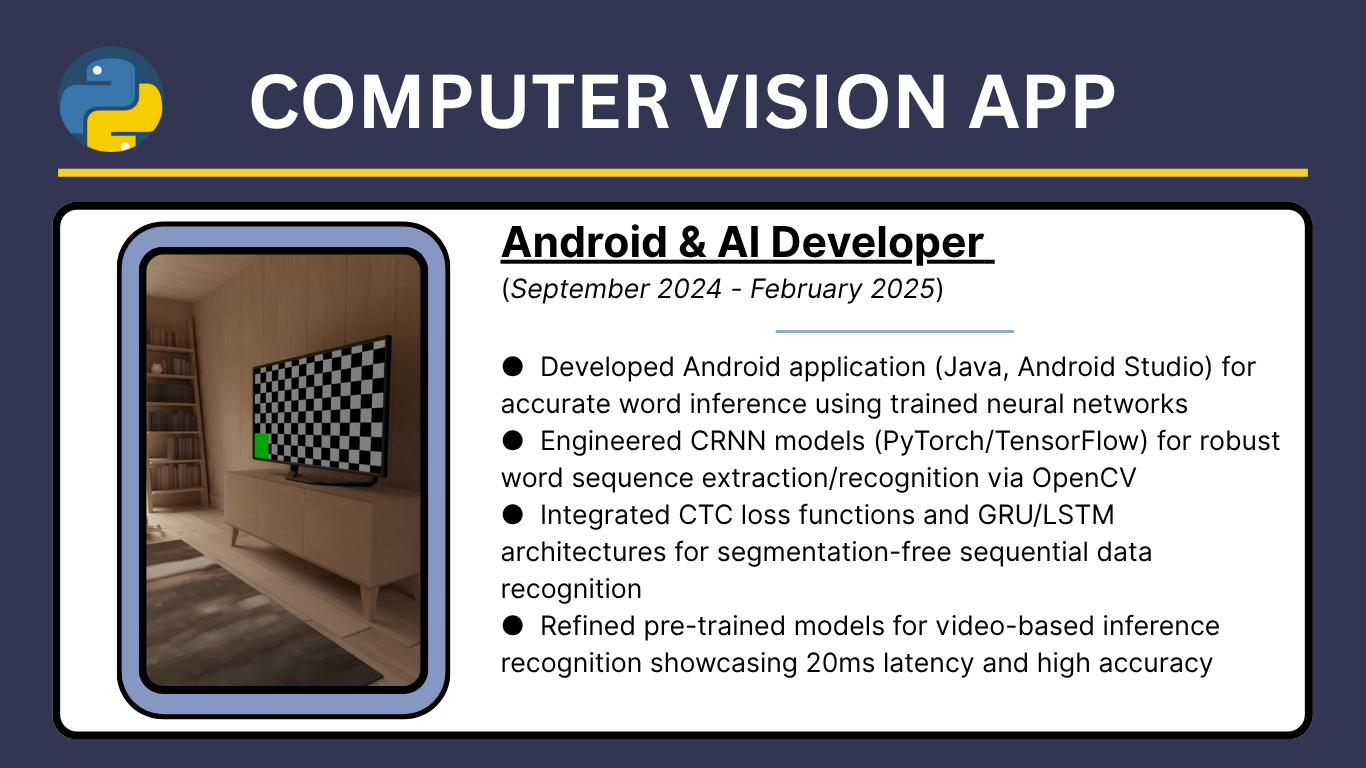 COMPUTER VISION APP
Android & AI Developer
(September 2024 - February 2025)
● Developed Android application (Java, Android Studio) for
accurate word inference using trained neural networks
● Engineered CRNN models (PyTorch/TensorFlow) for robust
word sequence extraction/recognition via OpenCV
● Integrated CTC loss functions and GRU/LSTM
architectures for segmentation-free sequential data
recognition
● Refined pre-trained models for video-based inference
recognition showcasing 20ms latency and high accuracy